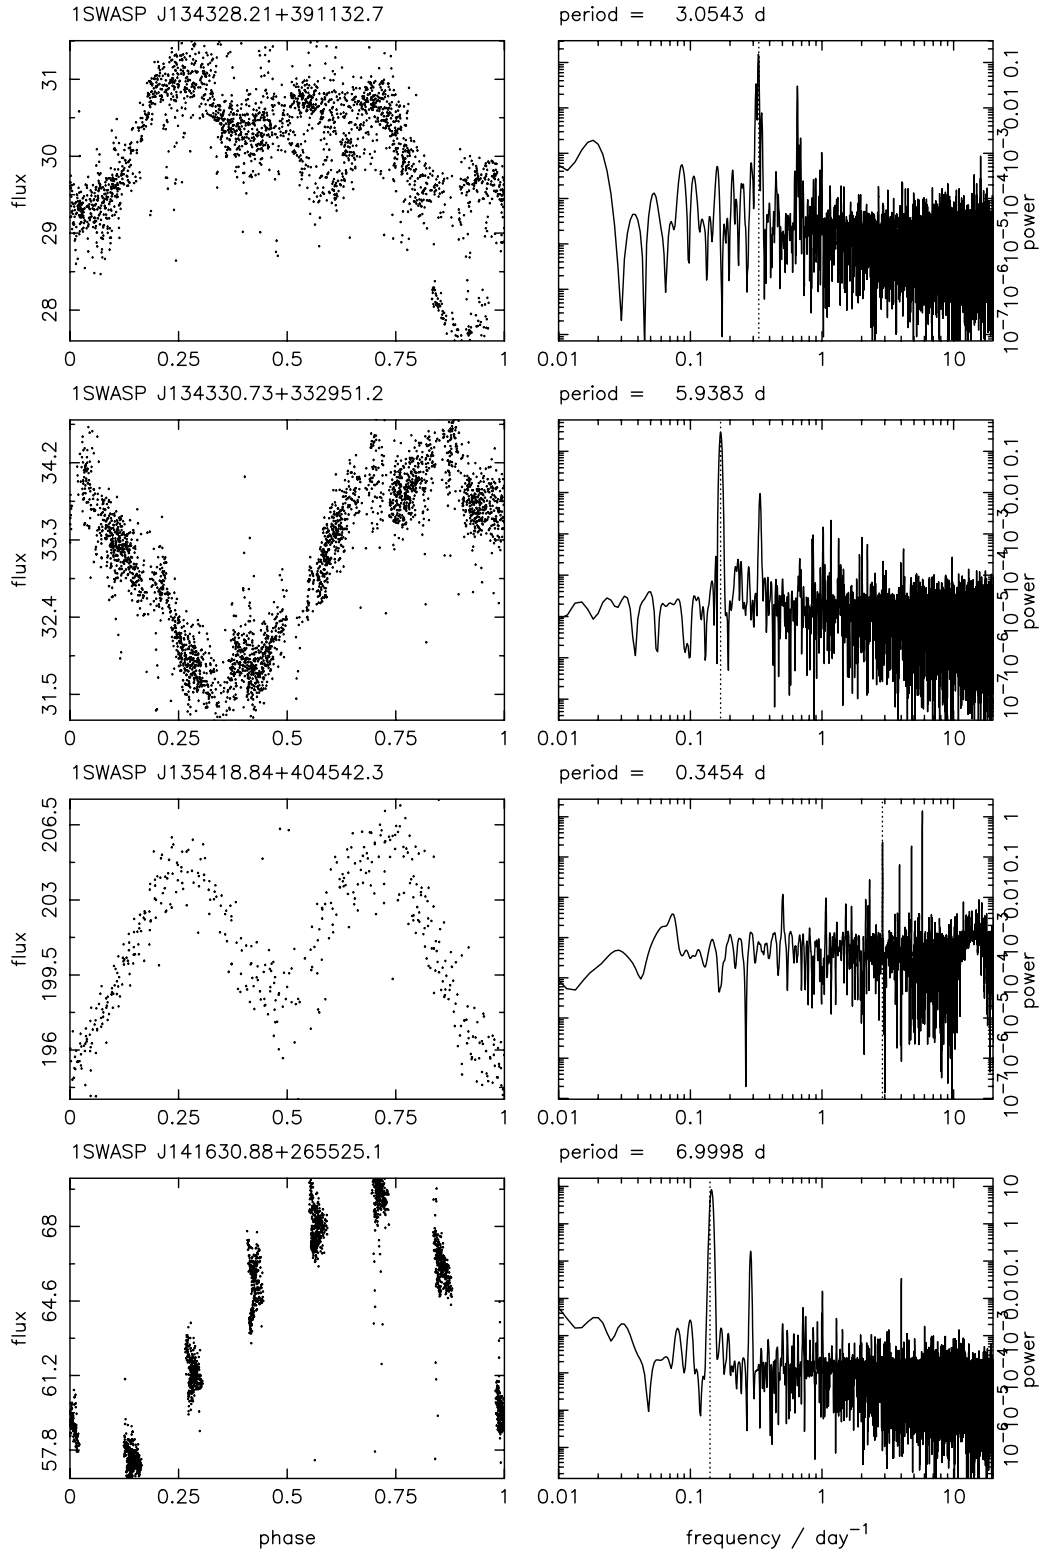 1SWASP J134328.21+391132.7
period = 3.0543 d
flux
31
30
29
28
0 0.25 0.5 0.75 1
0.01 0.1 1 10
10⁻⁷ 10⁻⁶ 10⁻⁵ 10⁻⁴ 10⁻³ 0.01 0.1
power
1SWASP J134330.73+332951.2
period = 5.9383 d
flux
34.2
33.3
32.4
31.5
0 0.25 0.5 0.75 1
0.01 0.1 1 10
10⁻⁷ 10⁻⁶ 10⁻⁵ 10⁻⁴ 10⁻³ 0.01 0.1
power
1SWASP J135418.84+404542.3
period = 0.3454 d
flux
206.5
203
199.5
196
0 0.25 0.5 0.75 1
0.01 0.1 1 10
10⁻⁷ 10⁻⁶ 10⁻⁵ 10⁻⁴ 10⁻³ 0.01 0.1 1
power
1SWASP J141630.88+265525.1
period = 6.9998 d
flux
68
64.6
61.2
57.8
0 0.25 0.5 0.75 1
0.01 0.1 1 10
10⁻⁶ 10⁻⁵ 10⁻⁴ 10⁻³ 0.01 0.1 1 10
power
phase
frequency / day⁻¹